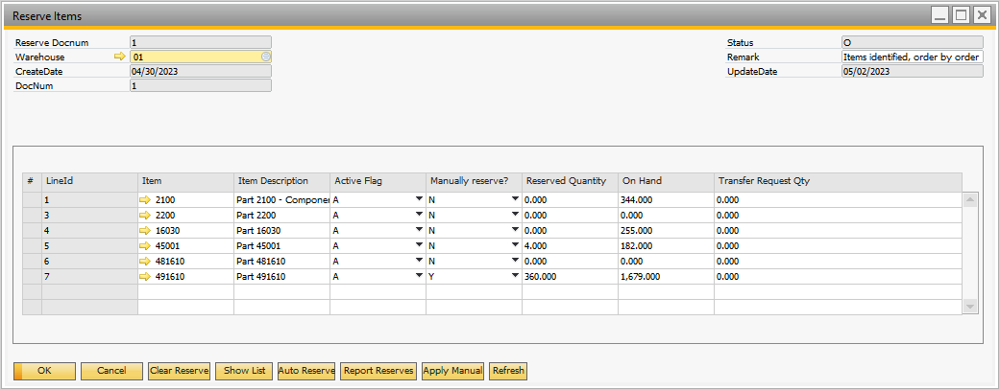 Reserve Items
Reserve Docnum 1 Status O
Warehouse 01 Remark Items identified, order by order
CreateDate 04/30/2023 UpdateDate 05/02/2023
DocNum 1
# LineId Item Item Description Active Flag Manually reserve? Reserved Quantity On Hand Transfer Request Qty
1 2100 Part 2100 - Compone A N 0.000 344.000 0.000
3 2200 Part 2200 A N 0.000 0.000 0.000
4 16030 Part 16030 A N 0.000 255.000 0.000
5 45001 Part 45001 A N 4.000 182.000 0.000
6 481610 Part 481610 A N 0.000 0.000 0.000
7 491610 Part 491610 A Y 360.000 1,679.000 0.000
OK Cancel Clear Reserve Show List Auto Reserve Report Reserves Apply Manual Refresh